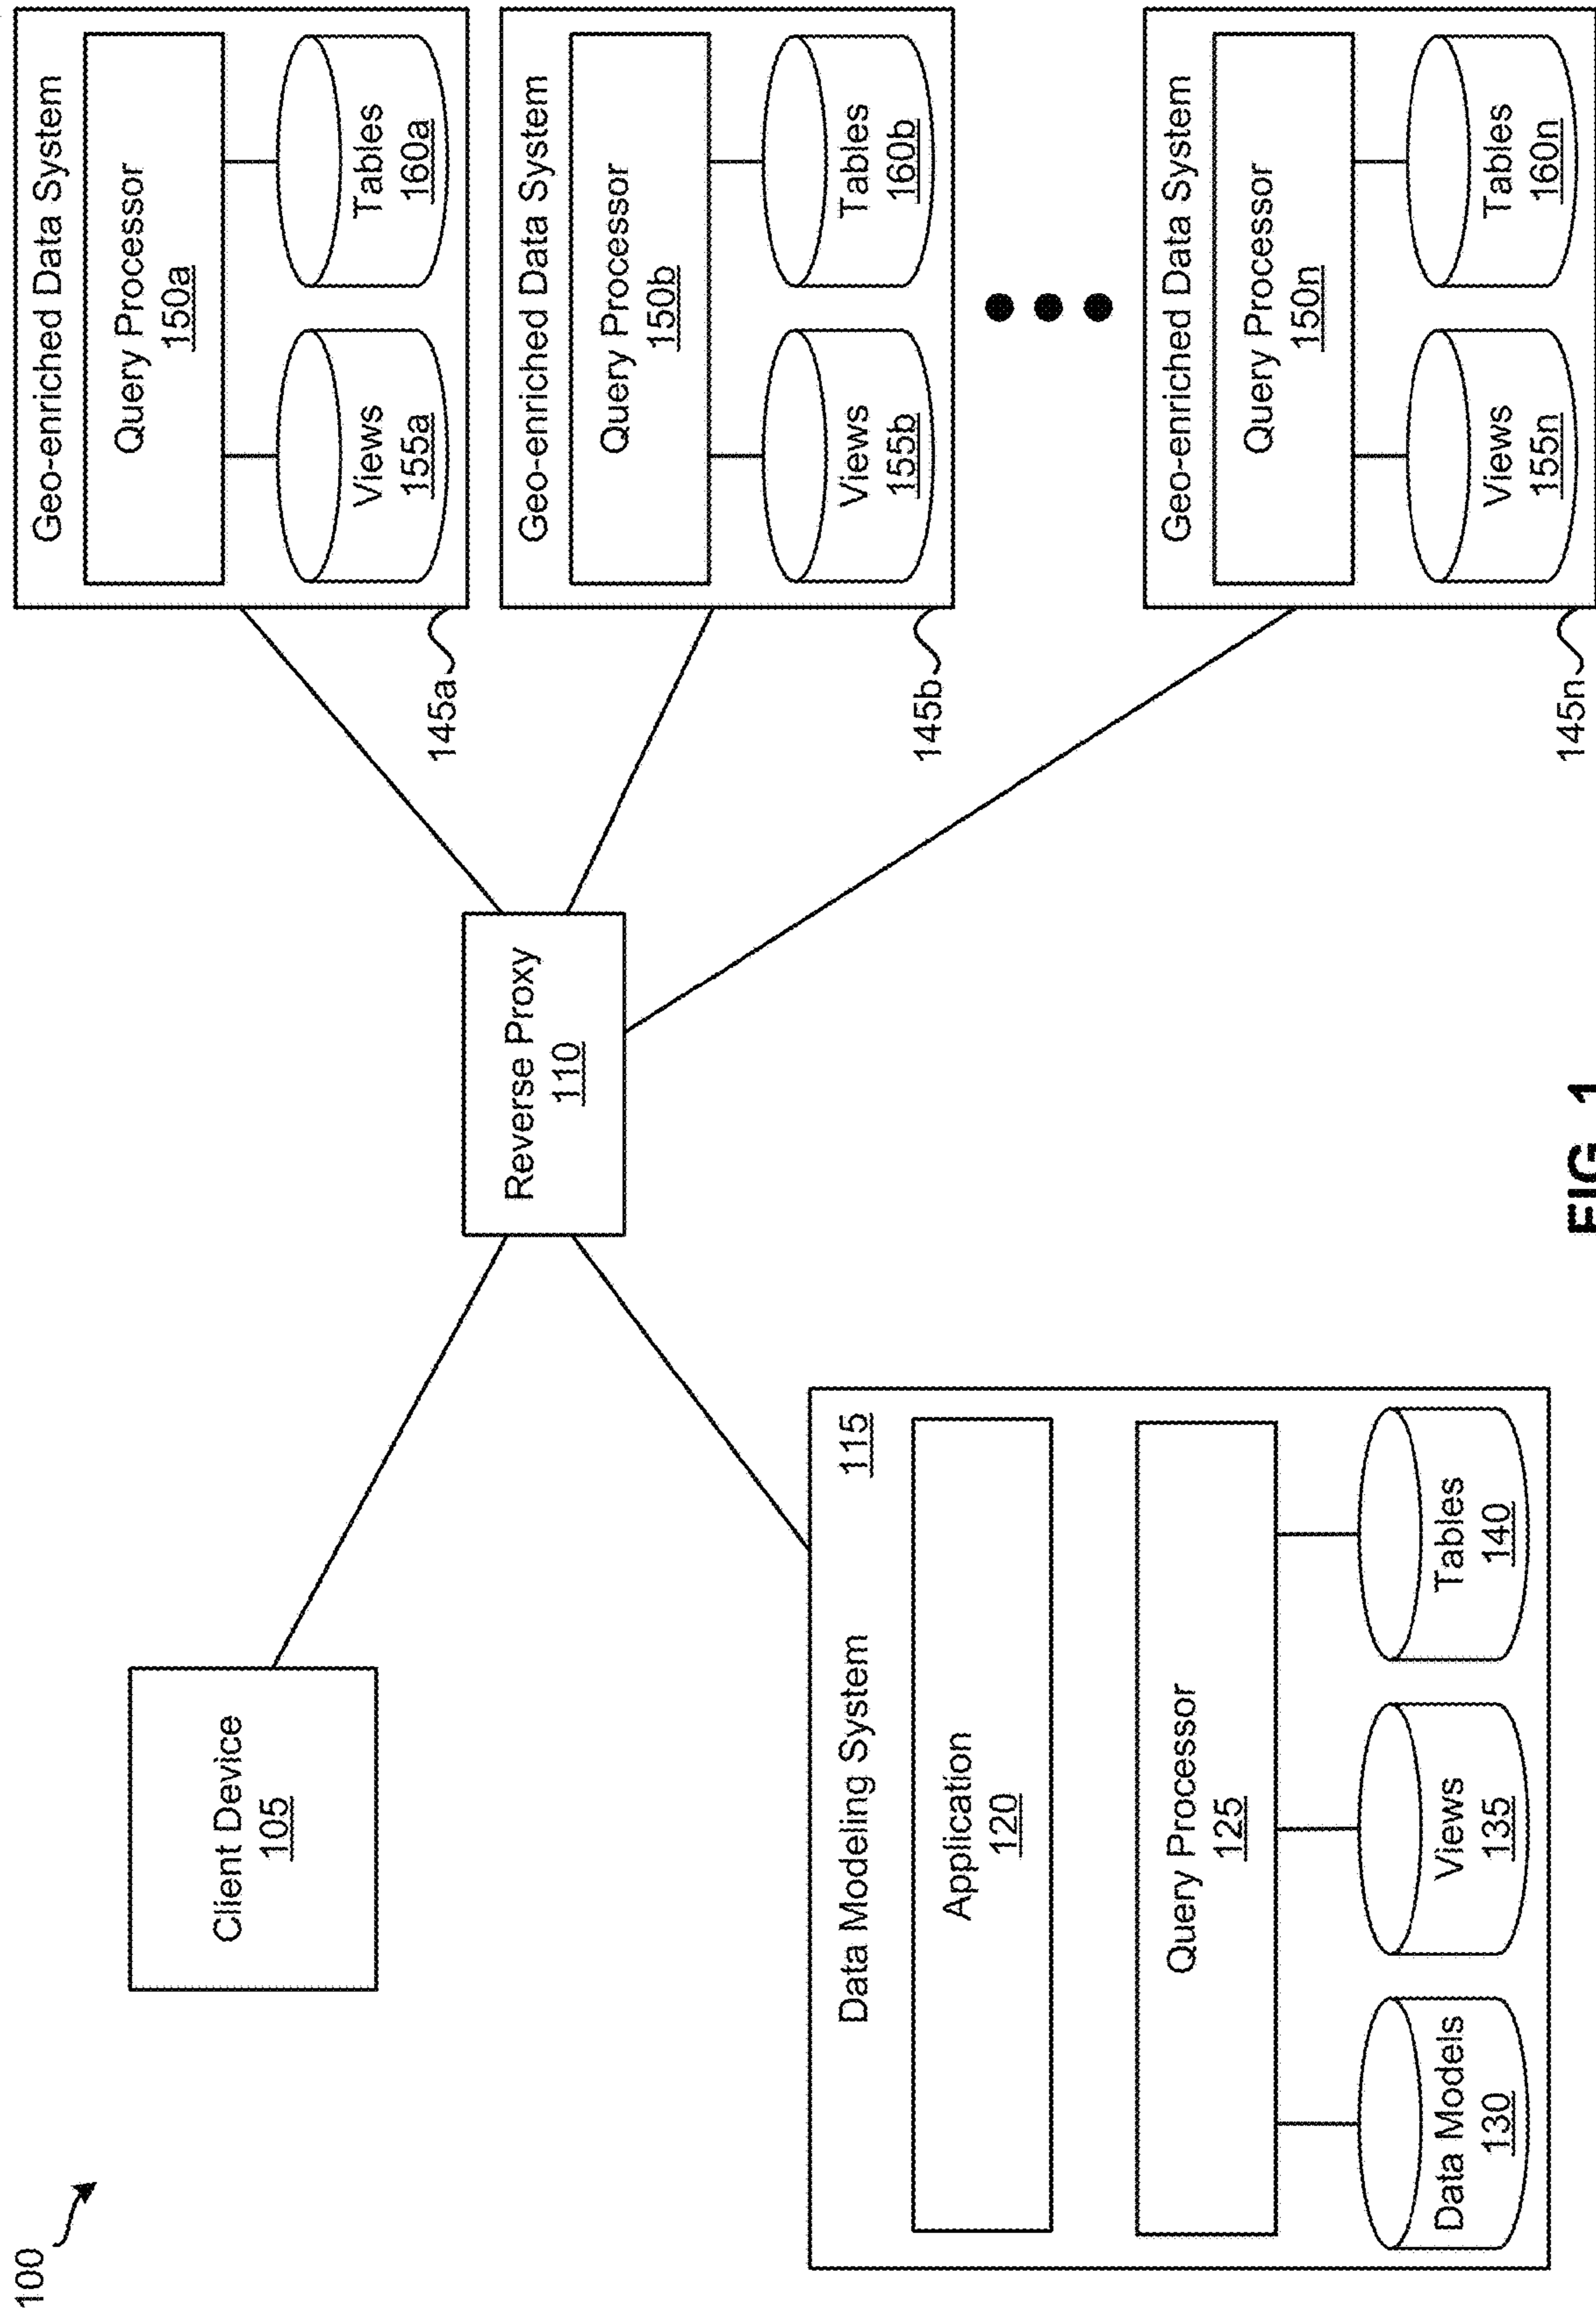 100
Client Device
105
Data Modeling System
115
Application
120
Query Processor
125
Data Models
130
Views
135
Tables
140
Reverse Proxy
110
Geo-enriched Data System
Query Processor
150a
Views
155a
Tables
160a
145a
Geo-enriched Data System
Query Processor
150b
Views
155b
Tables
160b
145b
Geo-enriched Data System
Query Processor
150n
Views
155n
Tables
160n
145n
FIG. 1